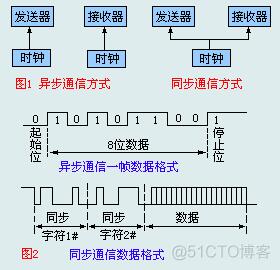 发送器 接收器 发送器 接收器
时钟 时钟 时钟
图1 异步通信方式 同步通信方式
0 1 0 1 0 1 1 0 0 1
起始位 8位数据 停止位
异步通信一帧数据格式
同步字符1# 同步字符2# 数据
图2 同步通信数据格式
@51CTO博客